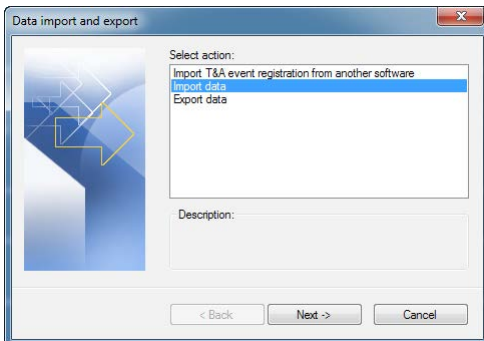 Data import and export
Select action:
Import T&A event registration from another software
Import data
Export data
Description:
< Back
Next ->
Cancel